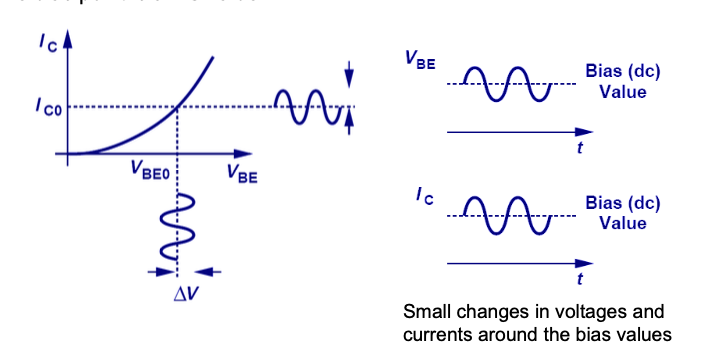 I_C
I_C0
V_BE0
V_BE
ΔV
V_BE
Bias (dc)
Value
t
I_C
Bias (dc)
Value
t
Small changes in voltages and
currents around the bias values